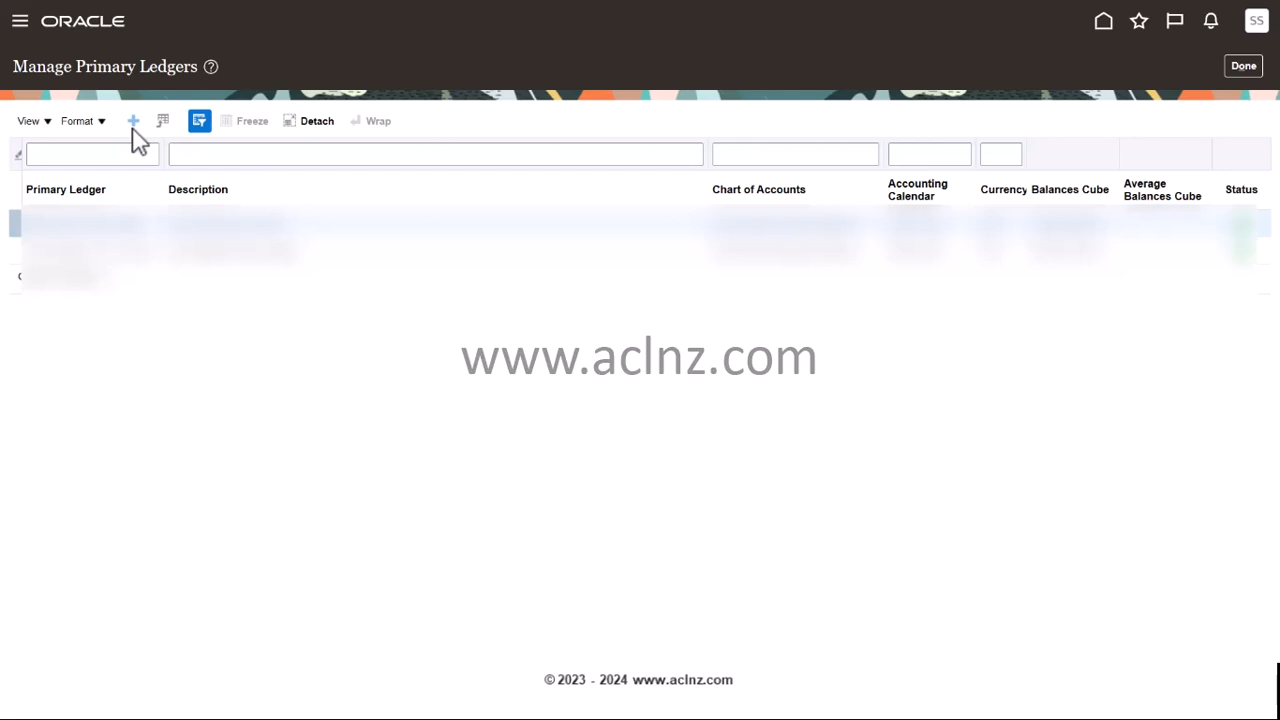 ORACLE
SS
Manage Primary Ledgers ?
Done
View Format Freeze Detach Wrap
Primary Ledger Description Chart of Accounts Accounting Calendar Currency Balances Cube Average Balances Cube Status
www.aclnz.com
© 2023 - 2024 www.aclnz.com